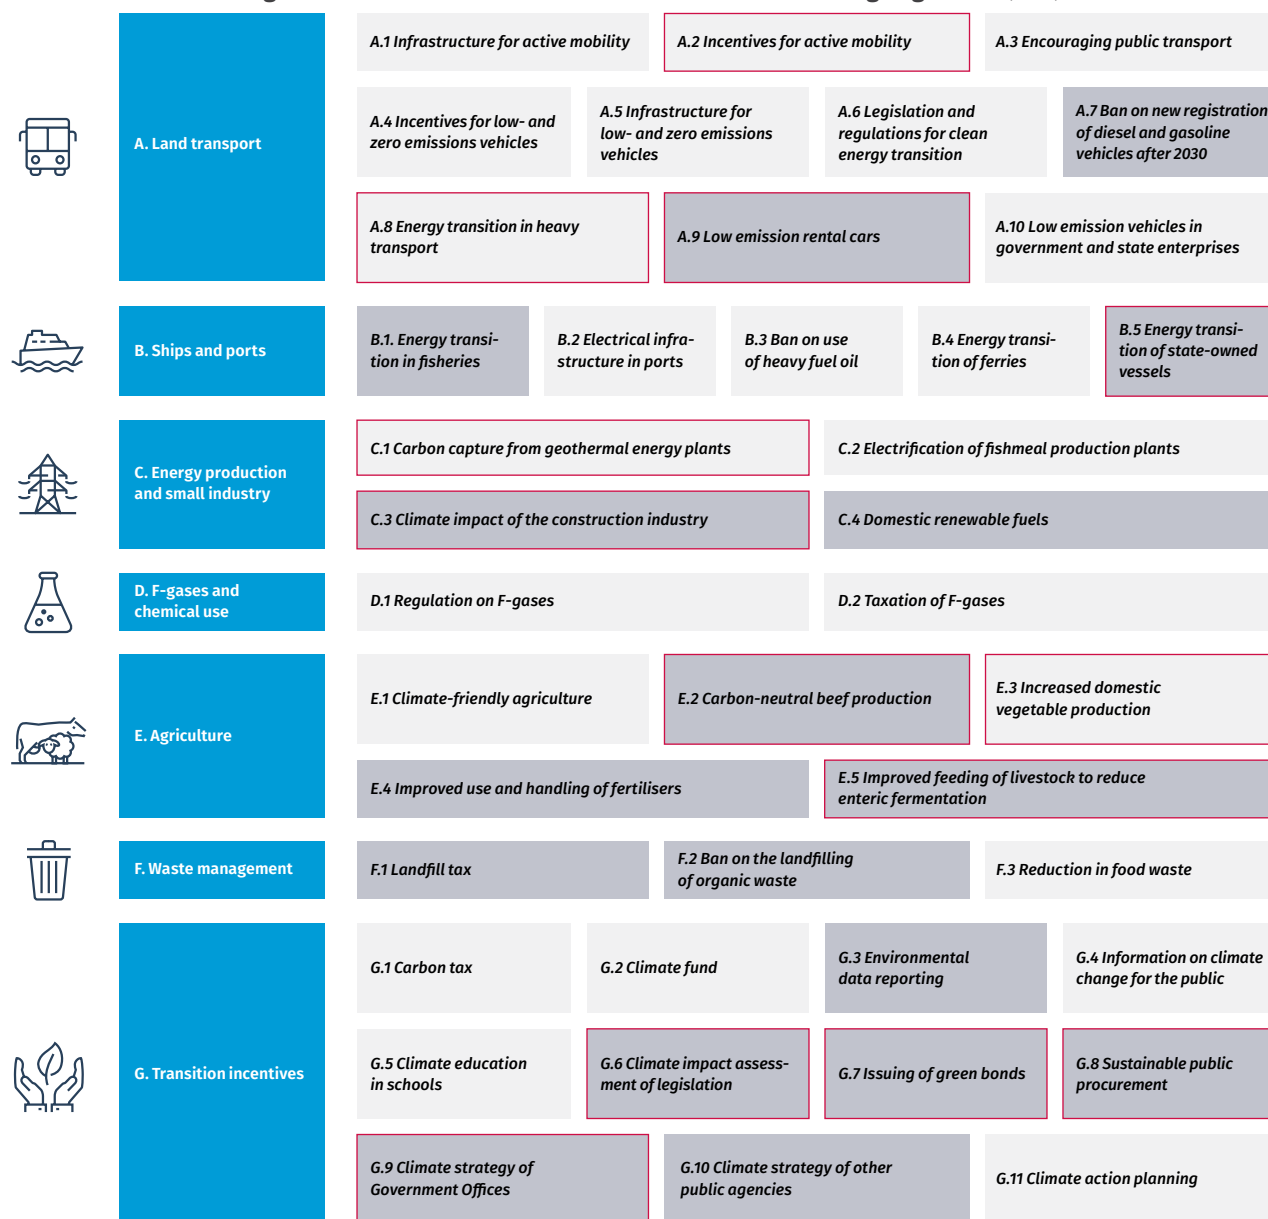 A. Land transport
A.1 Infrastructure for active mobility
A.2 Incentives for active mobility
A.3 Encouraging public transport
A.4 Incentives for low- and
zero emissions vehicles
A.5 Infrastructure for
low- and zero emissions
vehicles
A.6 Legislation and
regulations for clean
energy transition
A.7 Ban on new registration
of diesel and gasoline
vehicles after 2030
A.8 Energy transition in heavy
transport
A.9 Low emission rental cars
A.10 Low emission vehicles in
government and state enterprises
B. Ships and ports
B.1. Energy transi-
tion in fisheries
B.2 Electrical infra-
structure in ports
B.3 Ban on use
of heavy fuel oil
B.4 Energy transi-
tion of ferries
B.5 Energy transi-
tion of state-owned
vessels
C. Energy production
and small industry
C.1 Carbon capture from geothermal energy plants
C.2 Electrification of fishmeal production plants
C.3 Climate impact of the construction industry
C.4 Domestic renewable fuels
D. F-gases and
chemical use
D.1 Regulation on F-gases
D.2 Taxation of F-gases
E. Agriculture
E.1 Climate-friendly agriculture
E.2 Carbon-neutral beef production
E.3 Increased domestic
vegetable production
E.4 Improved use and handling of fertilisers
E.5 Improved feeding of livestock to reduce
enteric fermentation
F. Waste management
F.1 Landfill tax
F.2 Ban on the landfilling
of organic waste
F.3 Reduction in food waste
G. Transition incentives
G.1 Carbon tax
G.2 Climate fund
G.3 Environmental
data reporting
G.4 Information on climate
change for the public
G.5 Climate education
in schools
G.6 Climate impact assess-
ment of legislation
G.7 Issuing of green bonds
G.8 Sustainable public
procurement
G.9 Climate strategy of
Government Offices
G.10 Climate strategy of other
public agencies
G.11 Climate action planning